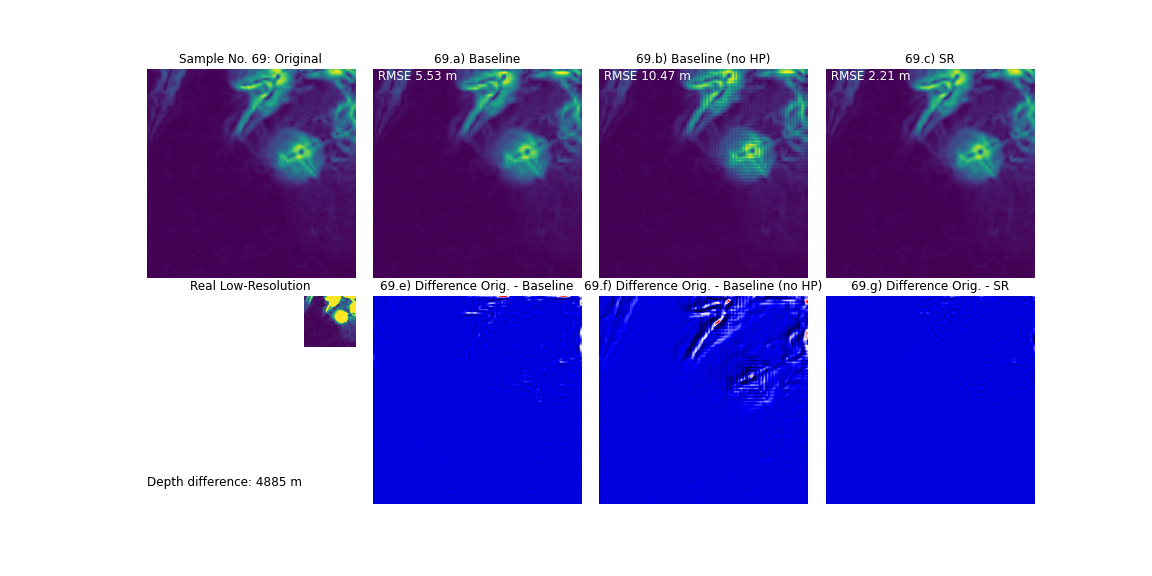 Sample No. 69: Original
69.a) Baseline
69.b) Baseline (no HP)
69.c) SR
RMSE 5.53 m
RMSE 10.47 m
RMSE 2.21 m
Real Low-Resolution
69.e) Difference Orig. - Baseline
69.f) Difference Orig. - Baseline (no HP)
69.g) Difference Orig. - SR
Depth difference: 4885 m